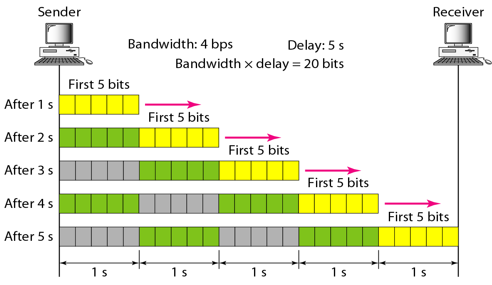 Sender
Receiver
Bandwidth: 4 bps Delay: 5 s
Bandwidth × delay = 20 bits
First 5 bits
After 1 s
First 5 bits
After 2 s
First 5 bits
After 3 s
First 5 bits
After 4 s
First 5 bits
After 5 s
1 s 1 s 1 s 1 s 1 s